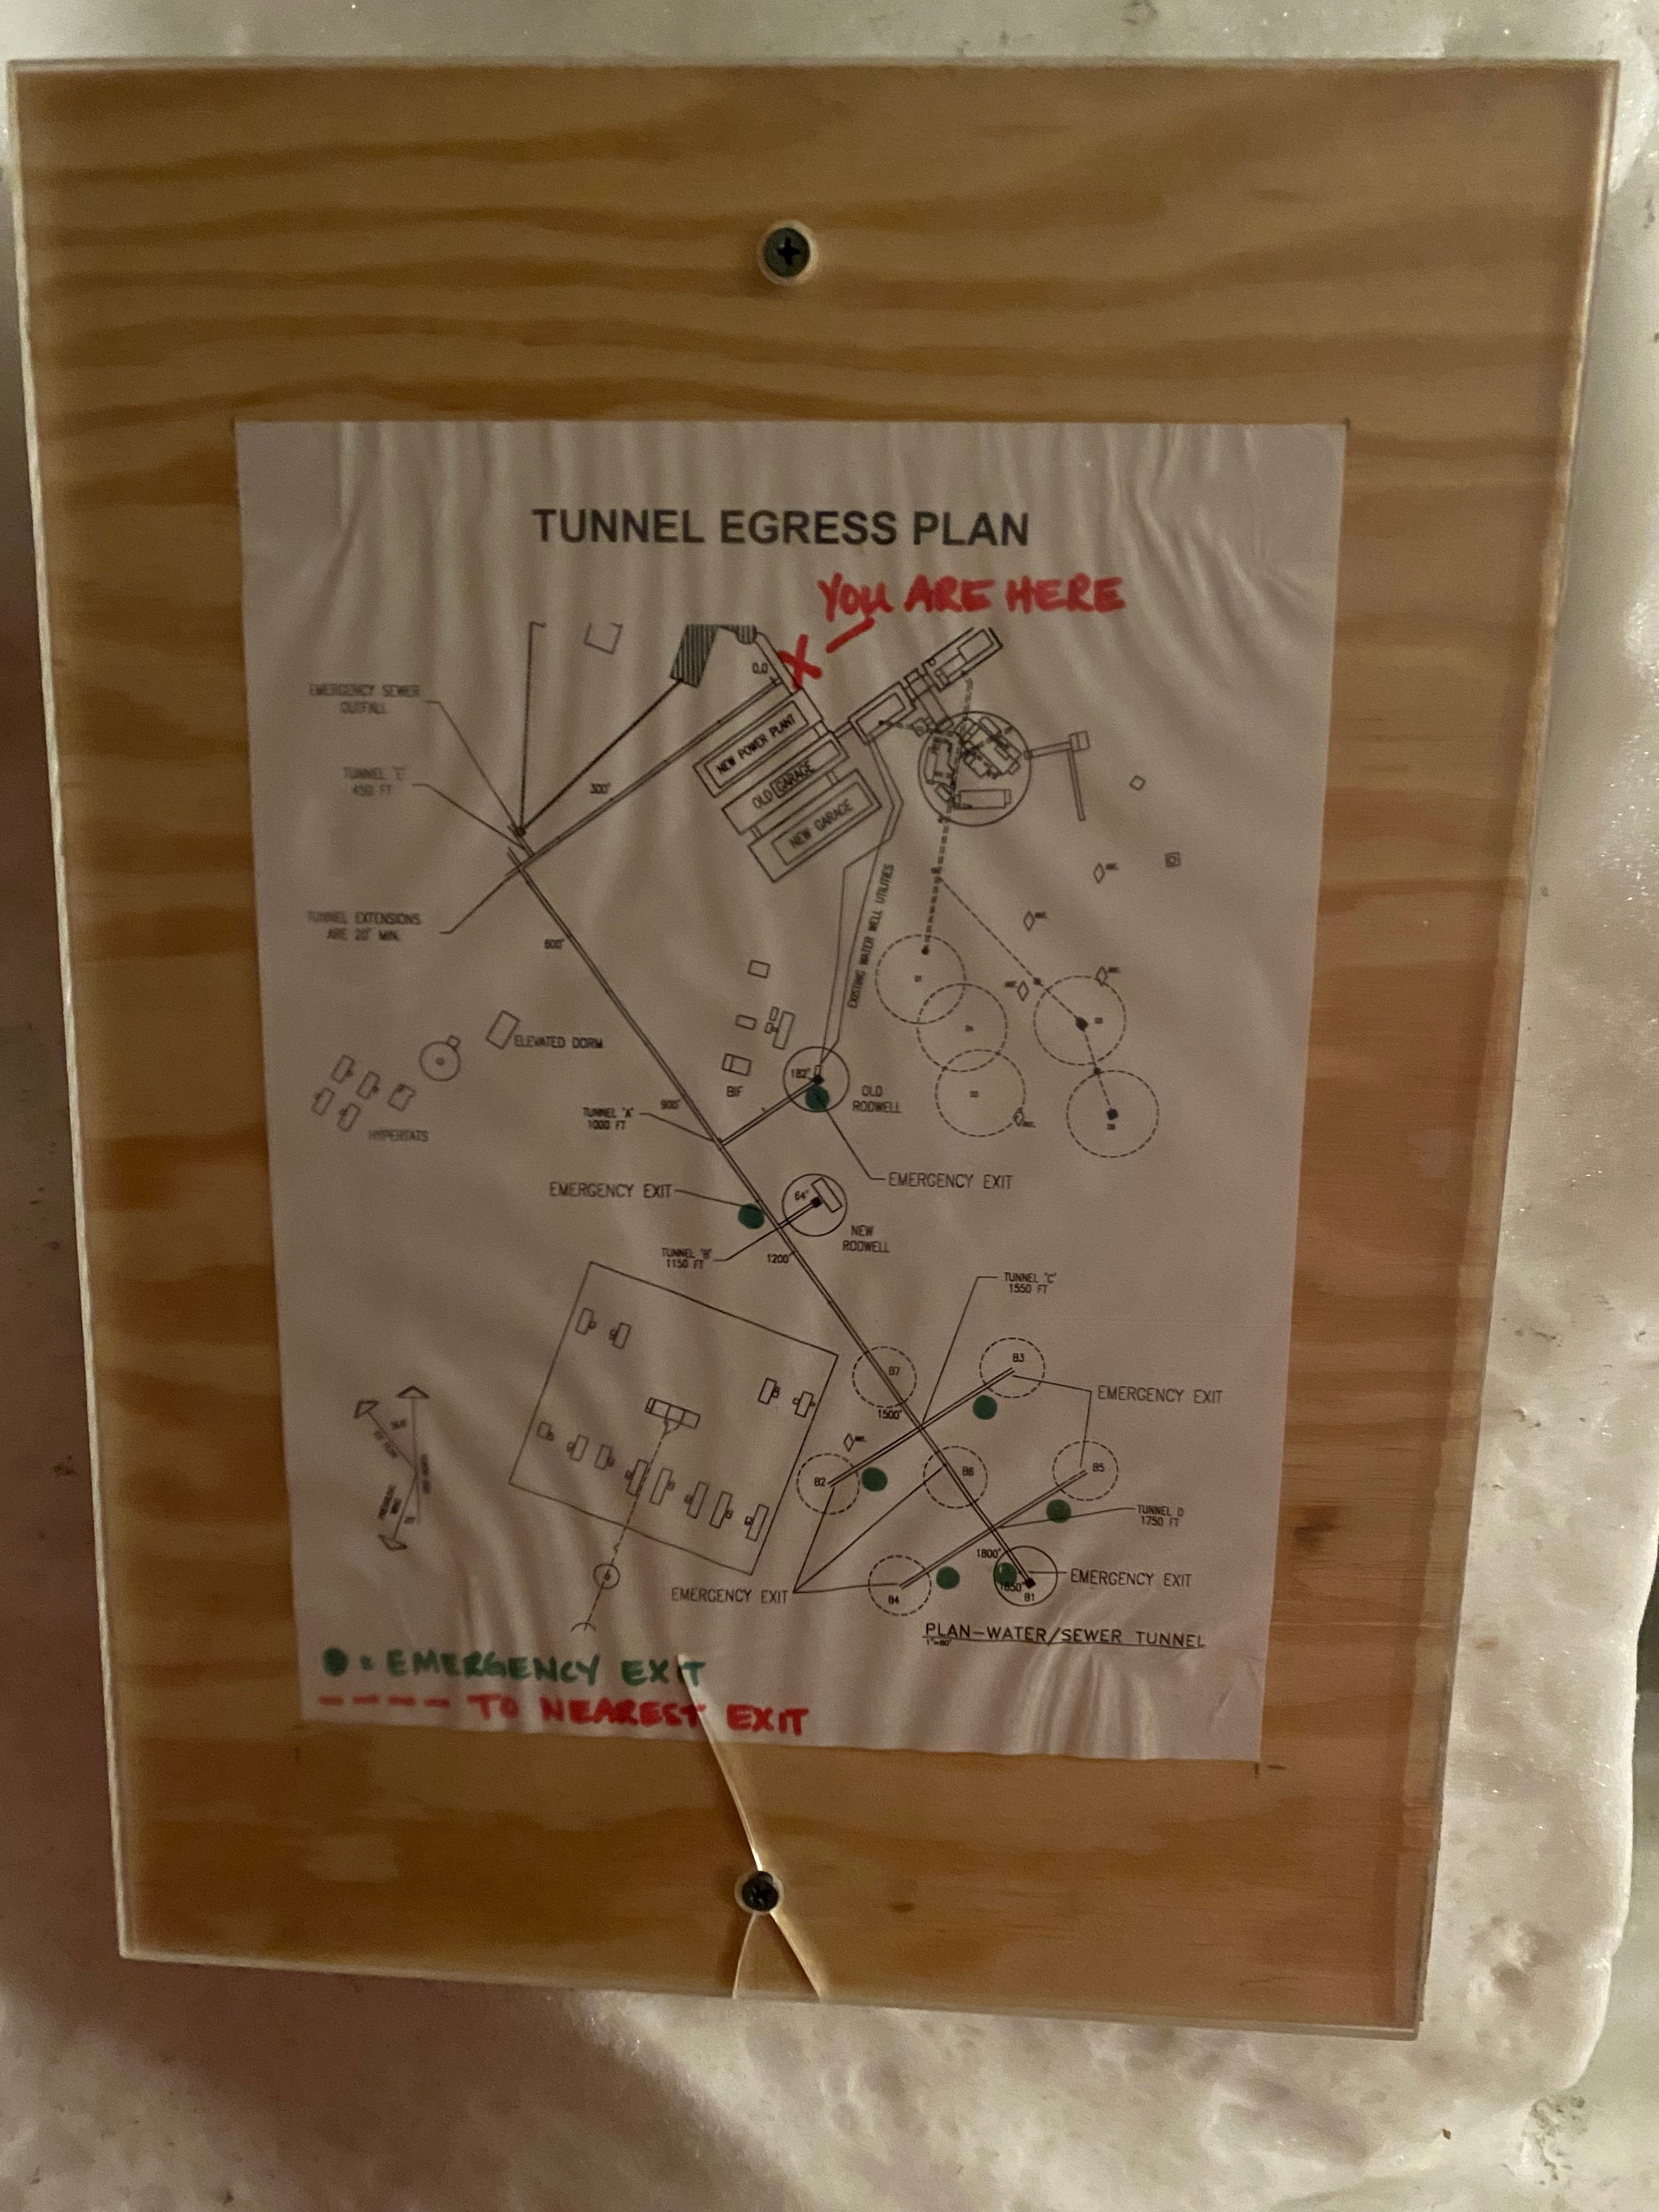 TUNNEL EGRESS PLAN
YOU ARE HERE
0,0
EMERGENCY SEWER
OUTFALL
NEW POWER PLANT
TUNNEL
450 FT
300'
OLD GARAGE
NEW GARAGE
EXISTING WATER WELL UTILITIES
TUNNEL EXTENSIONS
ARE 20' MIN.
600'
ELEVATED DORM
182'
BIF
OLD
RODWELL
900'
TUNNEL "A"
1000 FT
HYPERTATS
EMERGENCY EXIT
EMERGENCY EXIT
64'
NEW
RODWELL
TUNNEL "B"
1150 FT
1200'
TUNNEL "C"
1550 FT
B7
B3
EMERGENCY EXIT
1500'
B2
B6
B5
TUNNEL D
1750 FT
1800'
EMERGENCY EXIT
1850'
B1
EMERGENCY EXIT
B4
PLAN-WATER/SEWER TUNNEL
= EMERGENCY EXIT
---- TO NEAREST EXIT